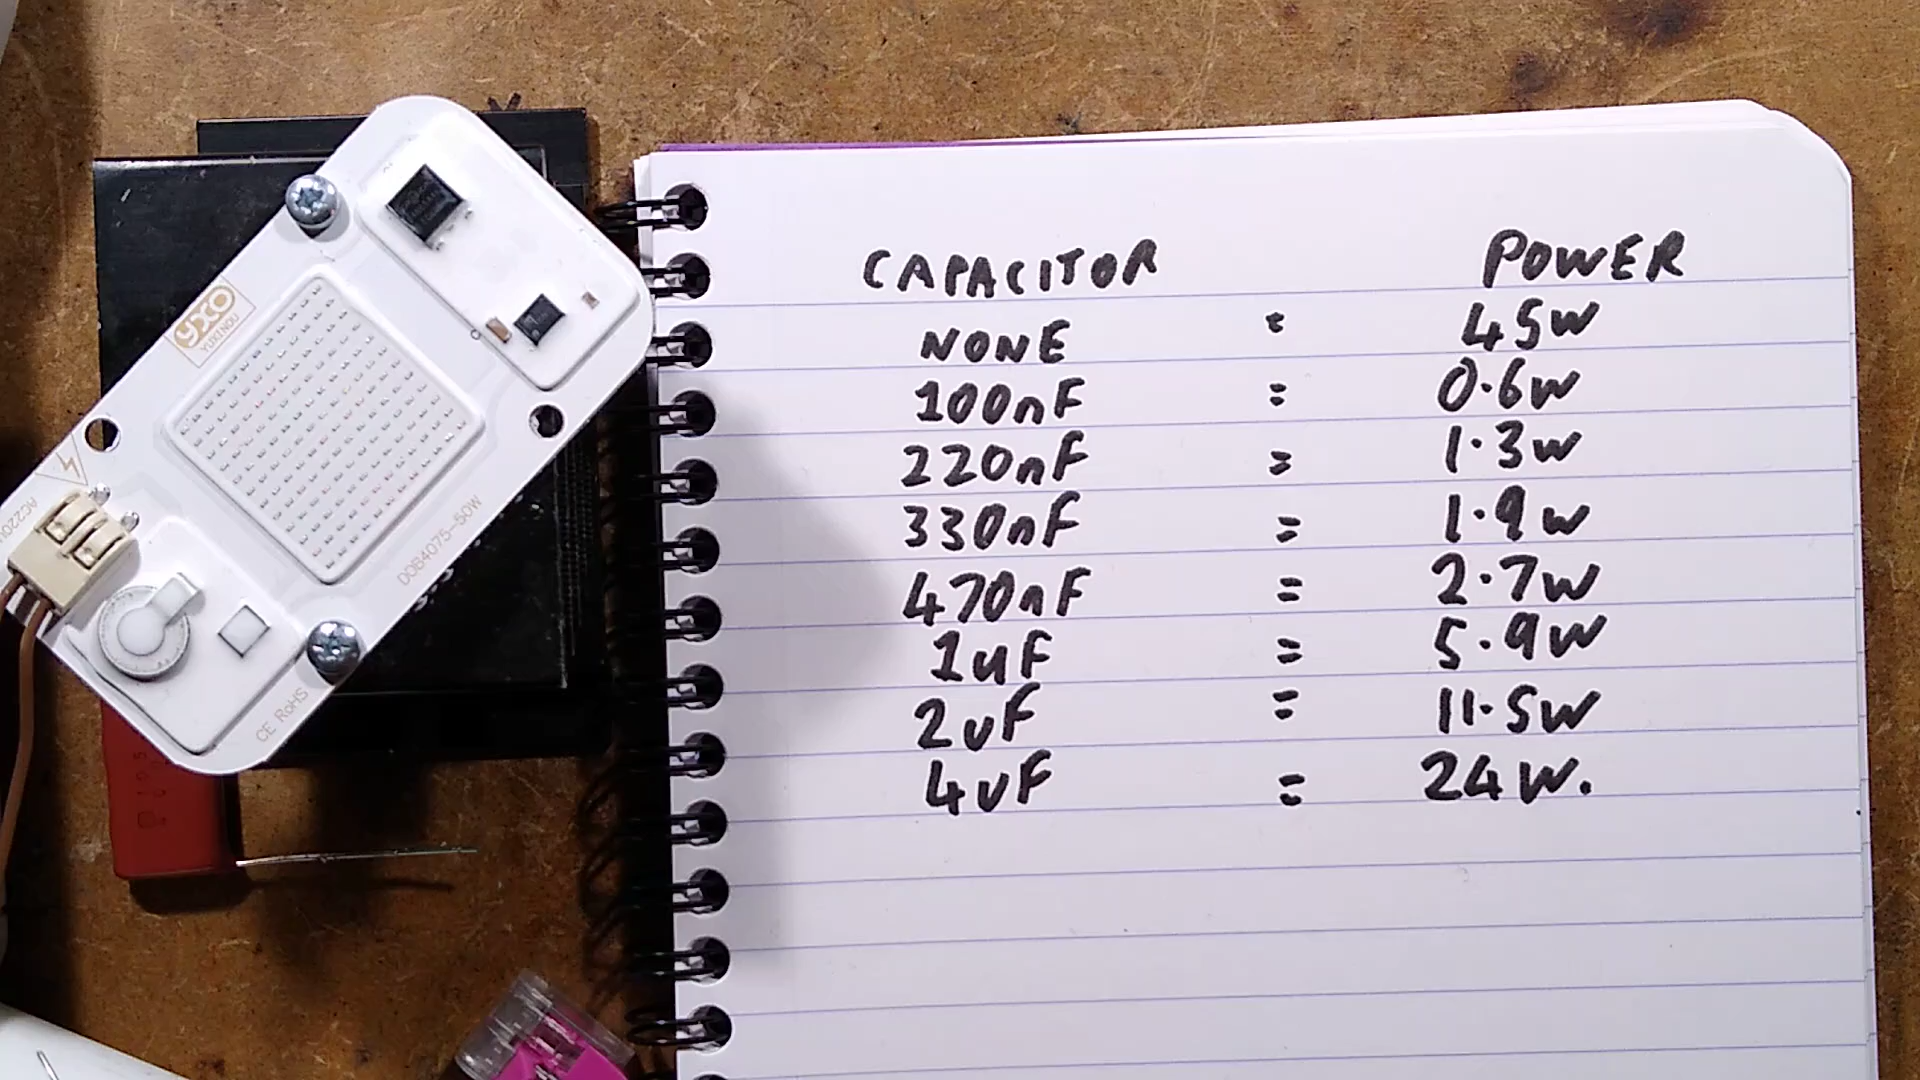 CAPACITOR POWER
NONE = 45W
100nF = 0.6W
220nF = 1.3W
330nF = 1.9W
470nF = 2.7W
1uF = 5.9W
2uF = 11.5W
4uF = 24W.
YXO
YUXINOU
DOB4075-50W
CE RoHS